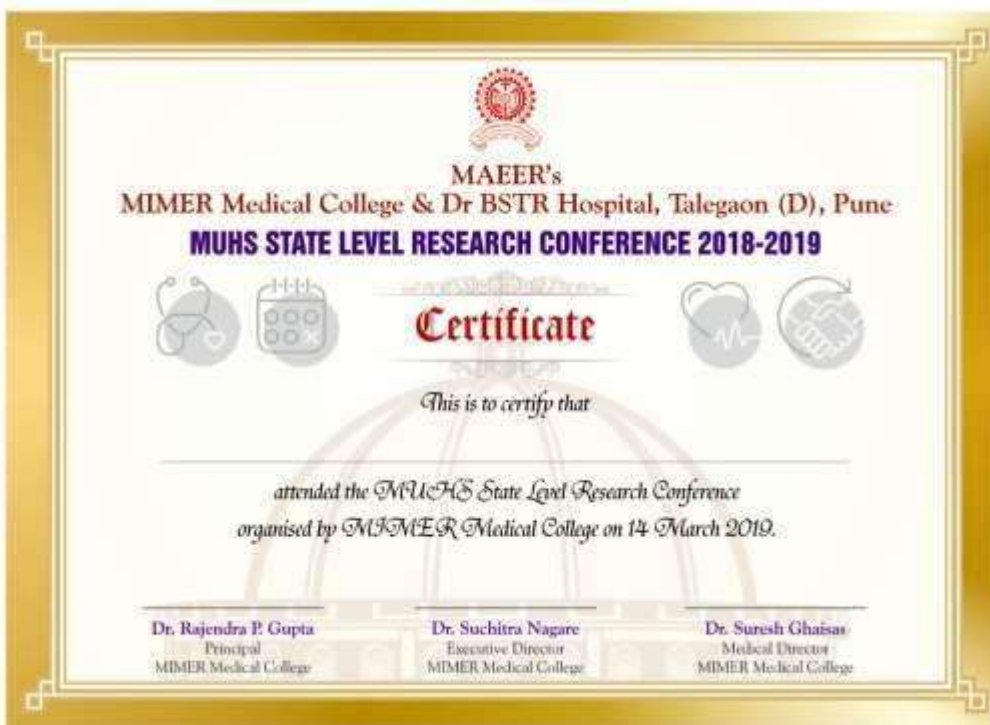 MAEER's
MIMER Medical College & Dr BSTR Hospital, Talegaon (D), Pune
MUHS STATE LEVEL RESEARCH CONFERENCE 2018-2019
Certificate
This is to certify that
attended the MUHS State Level Research Conference
organised by MIMER Medical College on 14 March 2019.
Dr. Rajendra P. Gupta
Principal
MIMER Medical College
Dr. Suchitra Nagare
Executive Director
MIMER Medical College
Dr. Suresh Ghaisas
Medical Director
MIMER Medical College